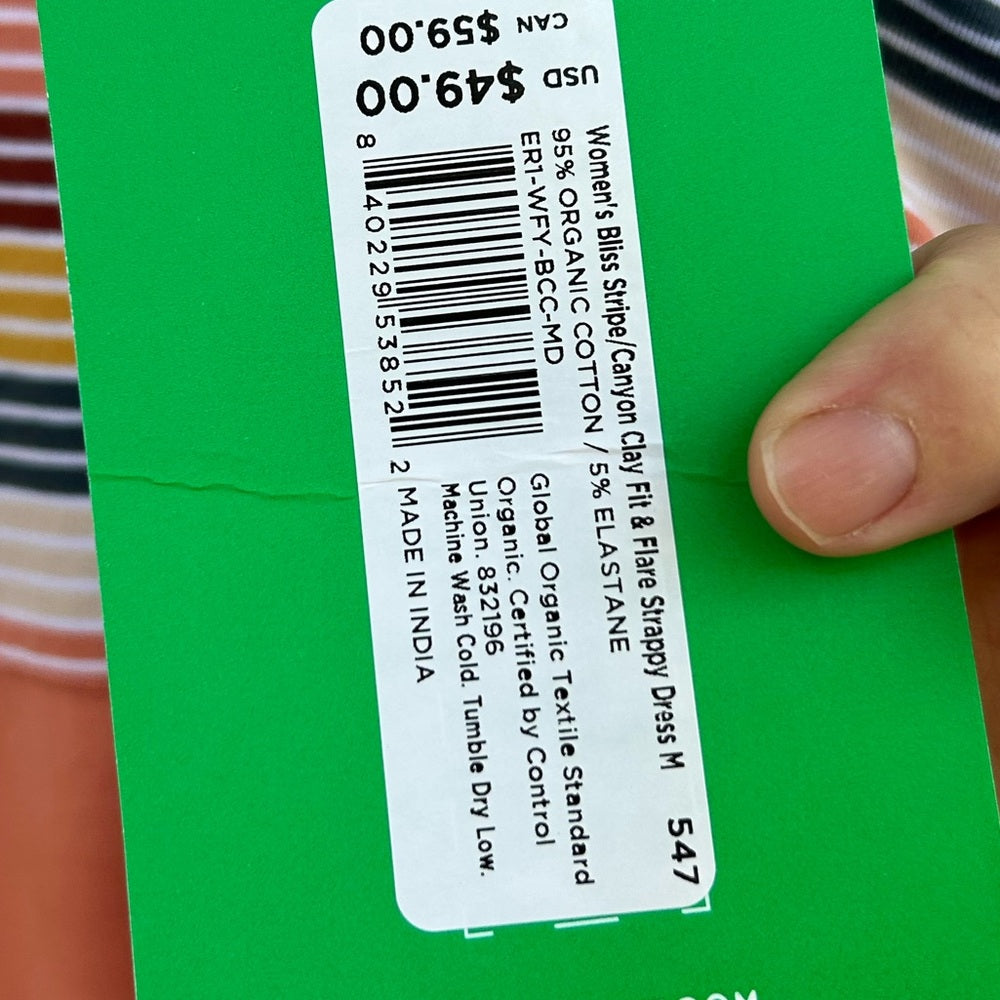 Women's Bliss Stripe/Canyon Clay Fit & Flare Strappy Dress M 547
95% ORGANIC COTTON / 5% ELASTANE
ER1-WFY-BCC-MD
8 40229 53852 2
Global Organic Textile Standard
Organic. Certified by Control
Union. 832196
Machine Wash Cold. Tumble Dry Low.
MADE IN INDIA
USD $49.00
CAN $59.00